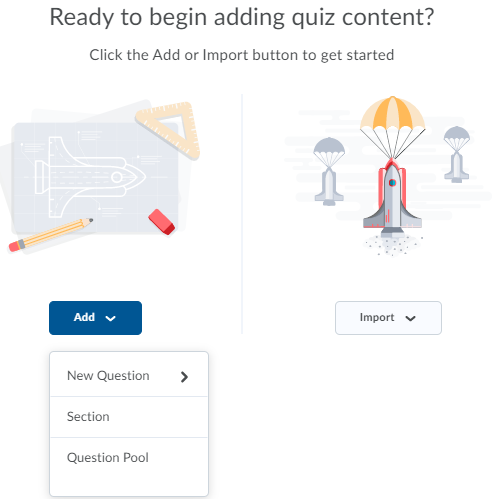 Ready to begin adding quiz content?
Click the Add or Import button to get started
Add
Import
New Question
Section
Question Pool